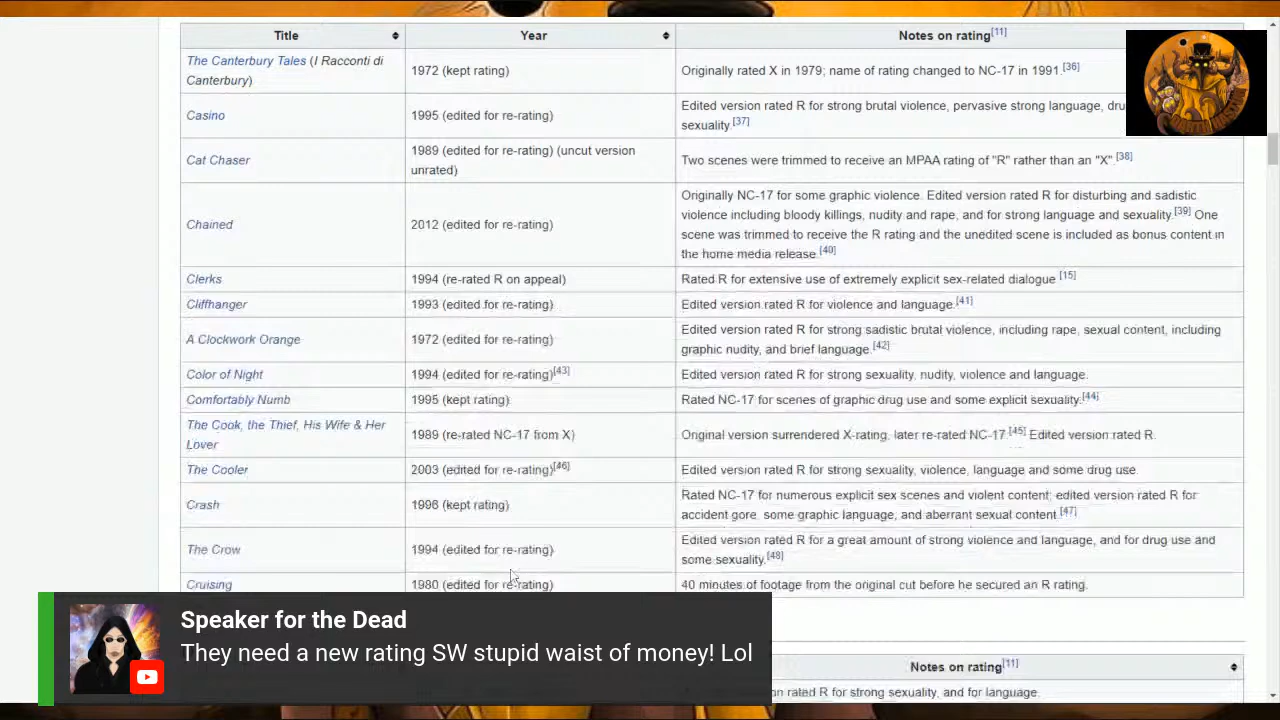 Title Year Notes on rating[11]
The Canterbury Tales (I Racconti di
Canterbury) 1972 (kept rating) Originally rated X in 1979; name of rating changed to NC-17 in 1991.[36]
Casino 1995 (edited for re-rating) Edited version rated R for strong brutal violence, pervasive strong language,
sexuality.[37]
Cat Chaser 1989 (edited for re-rating) (uncut version
unrated) Two scenes were trimmed to receive an MPAA rating of "R" rather than an "X".[38]
Chained 2012 (edited for re-rating) Originally NC-17 for some graphic violence. Edited version rated R for disturbing and sadistic
violence including bloody killings, nudity and rape, and for strong language and sexuality.[39] One
scene was trimmed to receive the R rating and the unedited scene is included as bonus content in
the home media release.[40]
Clerks 1994 (re-rated R on appeal) Rated R for extensive use of extremely explicit sex-related dialogue.[15]
Cliffhanger 1993 (edited for re-rating) Edited version rated R for violence and language.[41]
A Clockwork Orange 1972 (edited for re-rating) Edited version rated R for strong sadistic brutal violence, including rape, sexual content, including
graphic nudity, and brief language.[42]
Color of Night 1994 (edited for re-rating)[43] Edited version rated R for strong sexuality, nudity, violence and language.
Comfortably Numb 1995 (kept rating) Rated NC-17 for scenes of graphic drug use and some explicit sexuality.[44]
The Cook, the Thief, His Wife & Her
Lover 1989 (re-rated NC-17 from X) Original version surrendered X-rating, later re-rated NC-17.[45] Edited version rated R.
The Cooler 2003 (edited for re-rating)[46] Edited version rated R for strong sexuality, violence, language and some drug use.
Crash 1996 (kept rating) Rated NC-17 for numerous explicit sex scenes and violent content; edited version rated R for
accident gore, some graphic language, and aberrant sexual content.[47]
The Crow 1994 (edited for re-rating) Edited version rated R for a great amount of strong violence and language, and for drug use and
some sexuality.[48]
Cruising 1980 (edited for re-rating) 40 minutes of footage from the original cut before he secured an R rating.
Speaker for the Dead
They need a new rating SW stupid waist of money! Lol
Notes on rating[11]
rated R for strong sexuality, and for language.